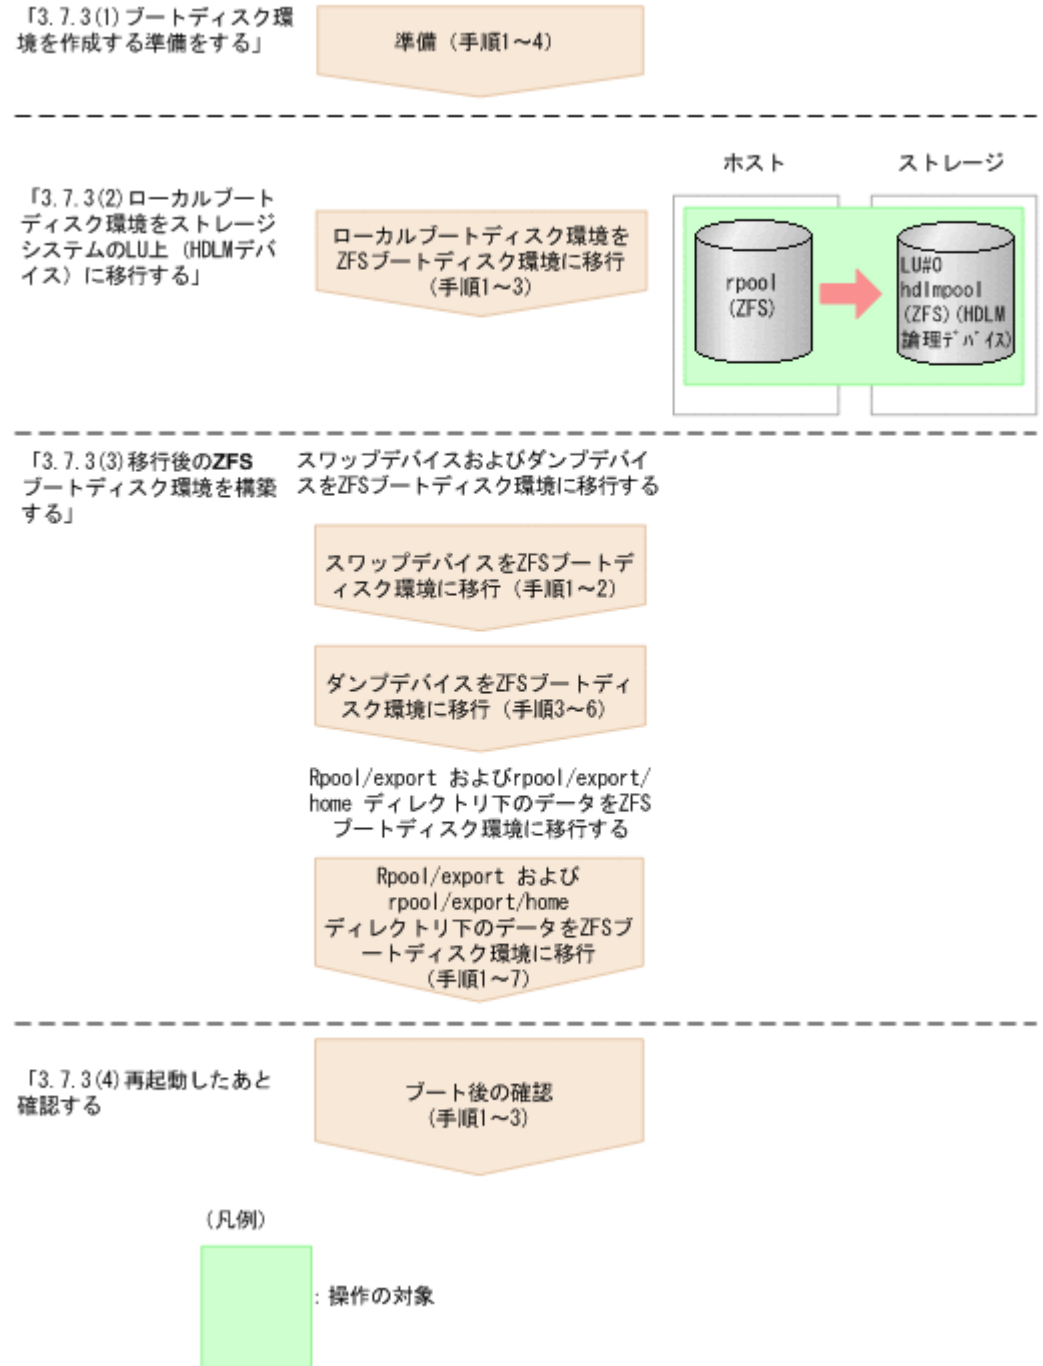 「3.7.3(1)ブートディスク環
境を作成する準備をする」
準備（手順1～4）
ホスト
ストレージ
「3.7.3(2)ローカルブート
ディスク環境をストレージ
システムのLU上（HDLMデバ
イス）に移行する」
ローカルブートディスク環境を
ZFSブートディスク環境に移行
（手順1～3）
rpool
(ZFS)
LU#0
hdlmpool
(ZFS)(HDLM
論理ﾃﾞﾊﾞｲｽ)
「3.7.3(3)移行後のZFS
ブートディスク環境を構築
する」
スワップデバイスおよびダンプデバイ
スをZFSブートディスク環境に移行する
スワップデバイスをZFSブートデ
ィスク環境に移行（手順1～2）
ダンプデバイスをZFSブートディ
スク環境に移行（手順3～6）
Rpool/export およびrpool/export/
home ディレクトリ下のデータをZFS
ブートディスク環境に移行する
Rpool/export および
rpool/export/home
ディレクトリ下のデータをZFSブ
ートディスク環境に移行
（手順1～7）
「3.7.3(4)再起動したあと
確認する
ブート後の確認
（手順1～3）
（凡例）
：操作の対象